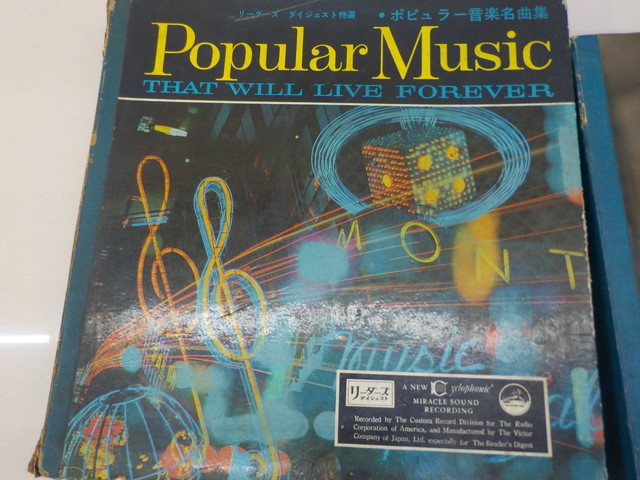 リーダーズ ダイジェスト特選 • ポピュラー音楽名曲集
Popular Music
THAT WILL LIVE FOREVER
MONT
Music
リーダーズ
ダイジェスト
A NEW Cyclophonic
MIRACLE SOUND
RECORDING
Recorded by The Custom Record Division for The Radio
Corporation of America, and Manufactured by The Victor
Company of Japan, Ltd. especially for The Reader's Digest